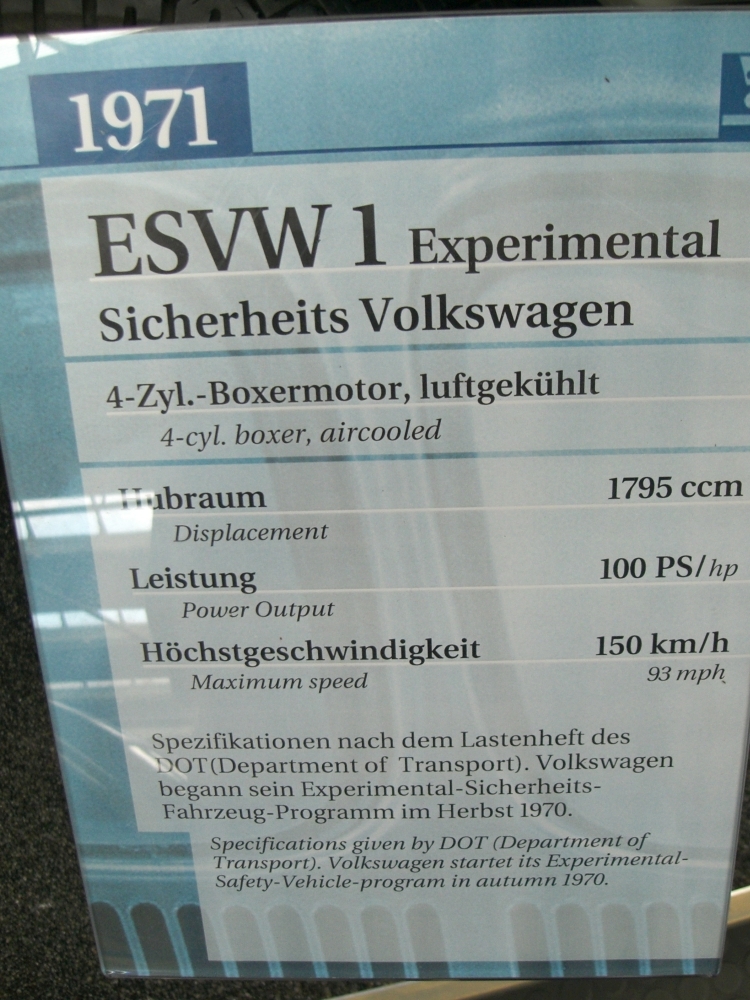 1971
ESVW 1 Experimental
Sicherheits Volkswagen
4-Zyl.-Boxermotor, luftgekühlt
4-cyl. boxer, aircooled
Hubraum 1795 ccm
Displacement
Leistung 100 PS/hp
Power Output
Höchstgeschwindigkeit 150 km/h
Maximum speed 93 mph
Spezifikationen nach dem Lastenheft des
DOT(Department of Transport). Volkswagen
begann sein Experimental-Sicherheits-
Fahrzeug-Programm im Herbst 1970.
Specifications given by DOT (Department of
Transport). Volkswagen startet its Experimental-
Safety-Vehicle-program in autumn 1970.